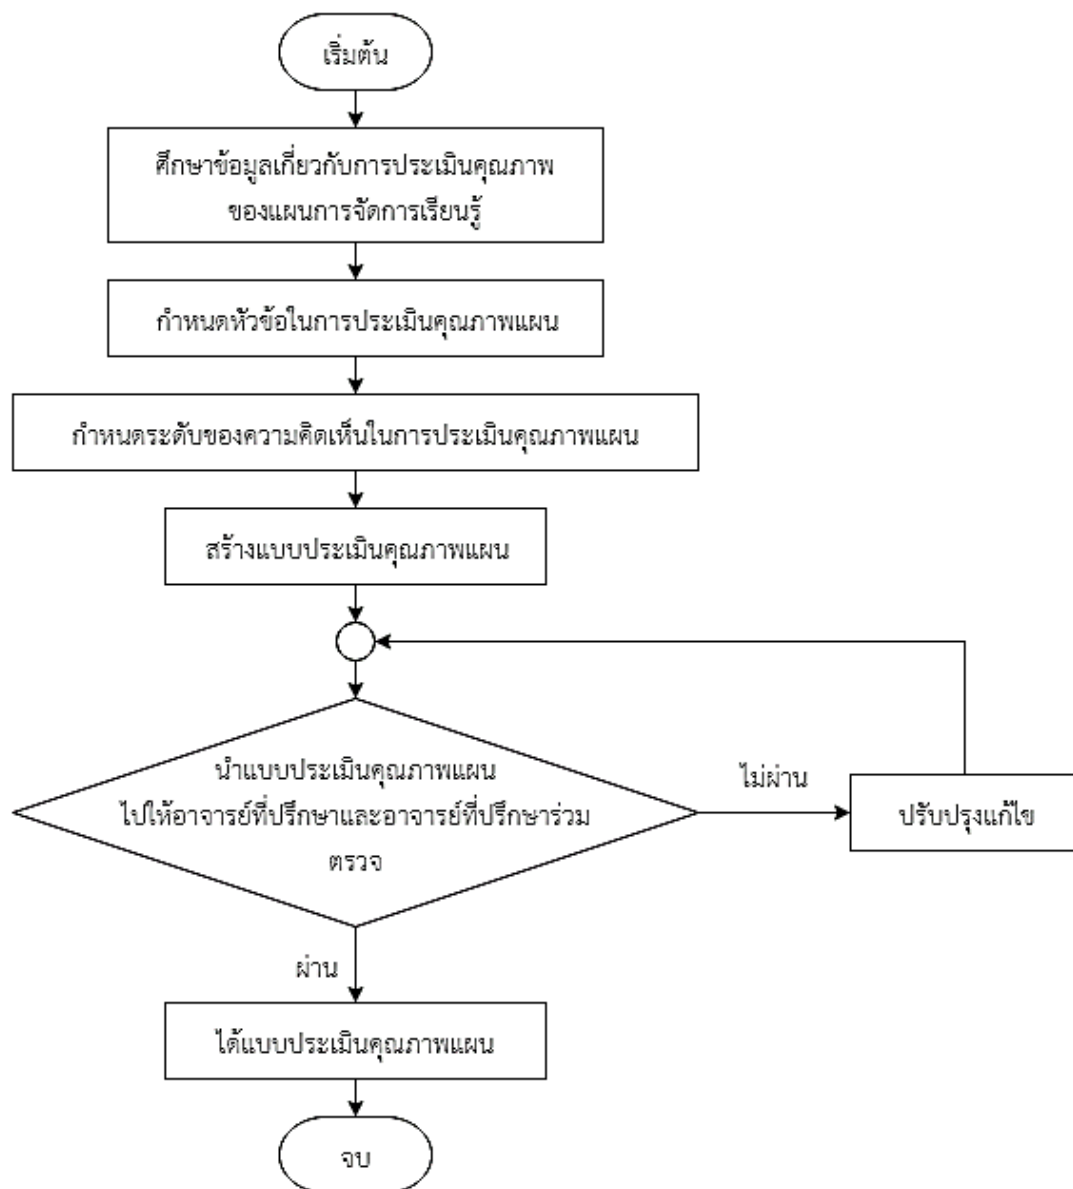 เริ่มต้น
ศึกษาข้อมูลเกี่ยวกับการประเมินคุณภาพ
ของแผนการจัดการเรียนรู้
กำหนดหัวข้อในการประเมินคุณภาพแผน
กำหนดระดับของความคิดเห็นในการประเมินคุณภาพแผน
สร้างแบบประเมินคุณภาพแผน
นำแบบประเมินคุณภาพแผน
ไปให้อาจารย์ที่ปรึกษาและอาจารย์ที่ปรึกษาร่วม
ตรวจ
ไม่ผ่าน
ปรับปรุงแก้ไข
ผ่าน
ได้แบบประเมินคุณภาพแผน
จบ